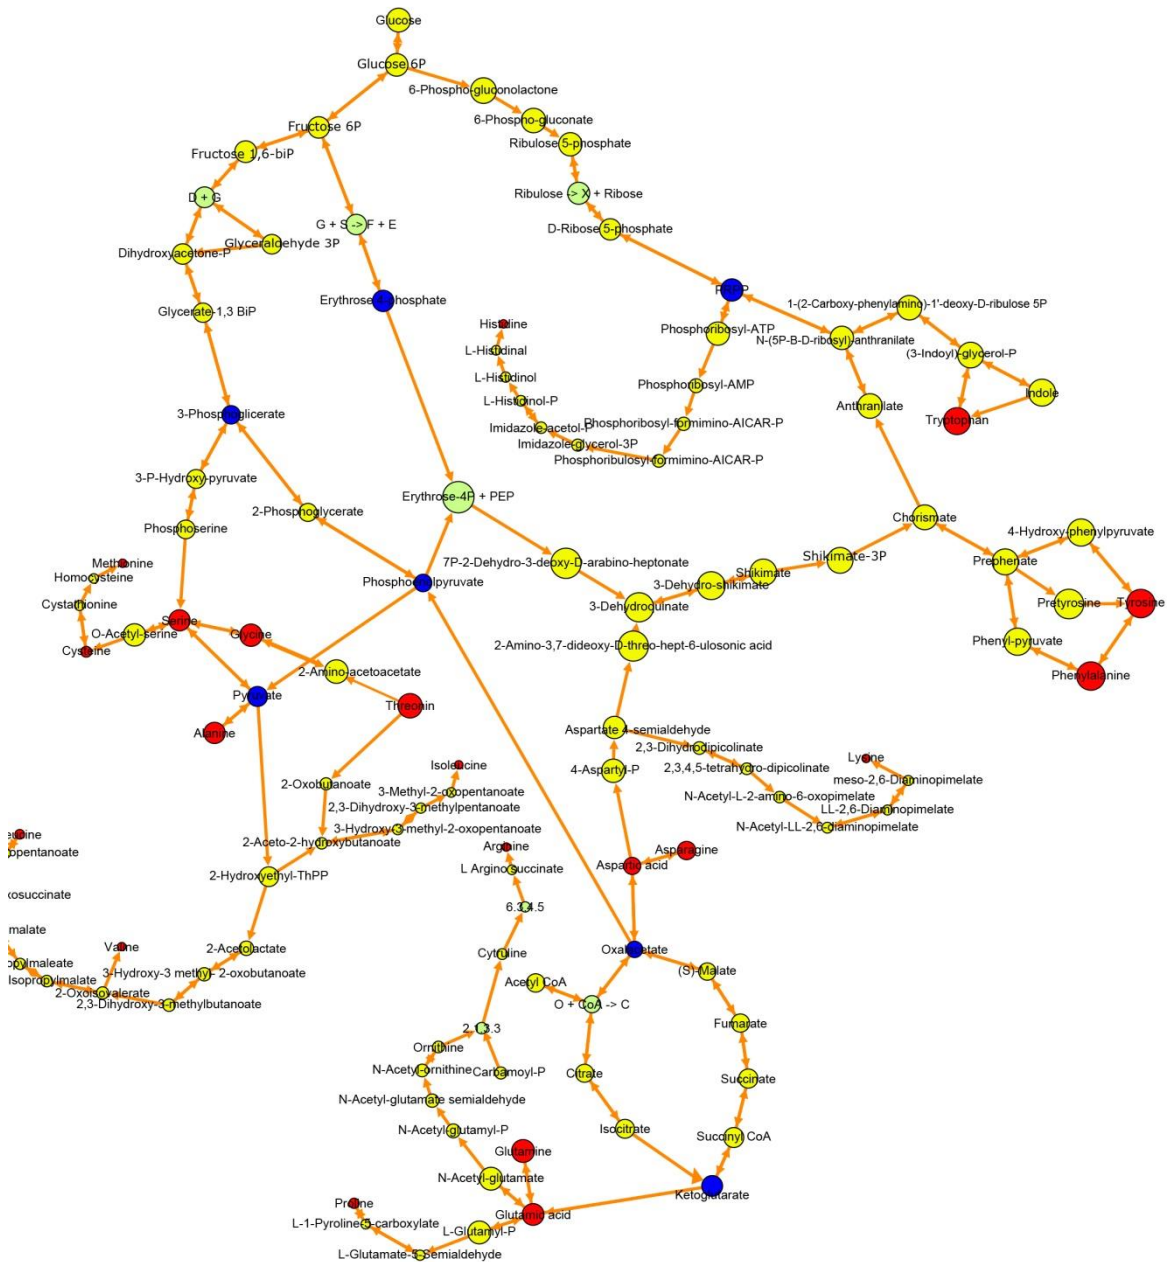 Glucose
Glucose 6P
6-Phospho-gluconolactone
6-Phospho-gluconate
Fructose 6P
Ribulose 5-phosphate
Fructose 1,6-biP
D + G
Ribulose -> X + Ribose
G + S -> F + E
D-Ribose 5-phosphate
Glyceraldehyde 3P
Dihydroxyacetone-P
PRPP
Erythrose-4-phosphate
1-(2-Carboxy-phenylamino)-1'-deoxy-D-ribulose 5P
Glycerate-1,3 BiP
Histidine
Phosphoribosyl-ATP
N-(5P-B-D-ribosyl)-anthranilate
L-Histidinal
(3-Indoyl)-glycerol-P
L-Histidinol
Phosphoribosyl-AMP
Indole
L-Histidinol-P
Anthranilate
3-Phosphoglicerate
Tryptophan
Imidazole-acetol-P
Phosphoribosyl-formimino-AICAR-P
Imidazole-glycerol-3P
Phosphoribulosyl-formimino-AICAR-P
3-P-Hydroxy-pyruvate
Erythrose-4P + PEP
2-Phosphoglycerate
Chorismate
Phosphoserine
4-Hydroxy-phenylpyruvate
Shikimate-3P
Methionine
7P-2-Dehydro-3-deoxy-D-arabino-heptonate
Prephenate
Homocysteine
Phosphoenolpyruvate
Shikimate
3-Dehydro-shikimate
Cystathionine
3-Dehydroquinate
Pretyrosine
Tyrosine
Serine
O-Acetyl-serine
Glycine
Phenyl-pyruvate
2-Amino-3,7-dideoxy-D-threo-hept-6-ulosonic acid
Cysteine
2-Amino-acetoacetate
Phenylalanine
Pyruvate
Threonin
Alanine
Aspartate 4-semialdehyde
2,3-Dihydrodipicolinate
Lysine
Isoleucine
4-Aspartyl-P
2,3,4,5-tetrahydro-dipicolinate
meso-2,6-Diaminopimelate
2-Oxobutanoate
3-Methyl-2-oxopentanoate
N-Acetyl-L-2-amino-6-oxopimelate
2,3-Dihydroxy-3-methylpentanoate
LL-2,6-Diaminopimelate
3-Hydroxy-3-methyl-2-oxopentanoate
N-Acetyl-LL-2,6-diaminopimelate
2-Aceto-2-hydroxybutanoate
Arginine
Asparagine
Aspartic acid
L Argino succinate
2-Hydroxyethyl-ThPP
6.3.4.5
Valine
2-Acetolactate
Oxalacetate
Cytruline
3-Hydroxy-3 methyl- 2-oxobutanoate
(S)-Malate
Isopropylmalate
Acetyl CoA
2-Oxoisovalerate
2,3-Dihydroxy-3-methylbutanoate
O + CoA -> C
Fumarate
2.1.3.3
Ornithine
N-Acetyl-ornithine
Carbamoyl-P
Citrate
Succinate
N-Acetyl-glutamate semialdehyde
Isocitrate
N-Acetyl-glutamyl-P
Succinyl CoA
Glutamine
N-Acetyl-glutamate
Ketoglutarate
Proline
Glutamic acid
L-1-Pyroline-5-carboxylate
L-Glutamyl-P
L-Glutamate-5-Semialdehyde